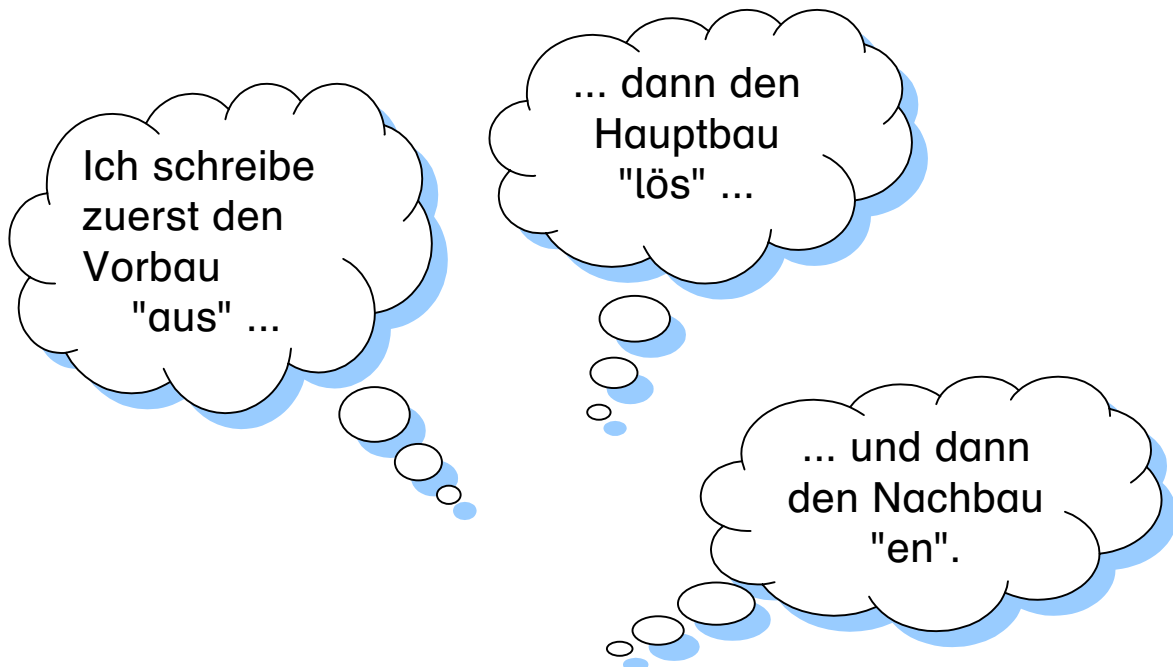 Ich schreibe
zuerst den
Vorbau
"aus" ...
... dann den
Hauptbau
"lös" ...
... und dann
den Nachbau
"en".